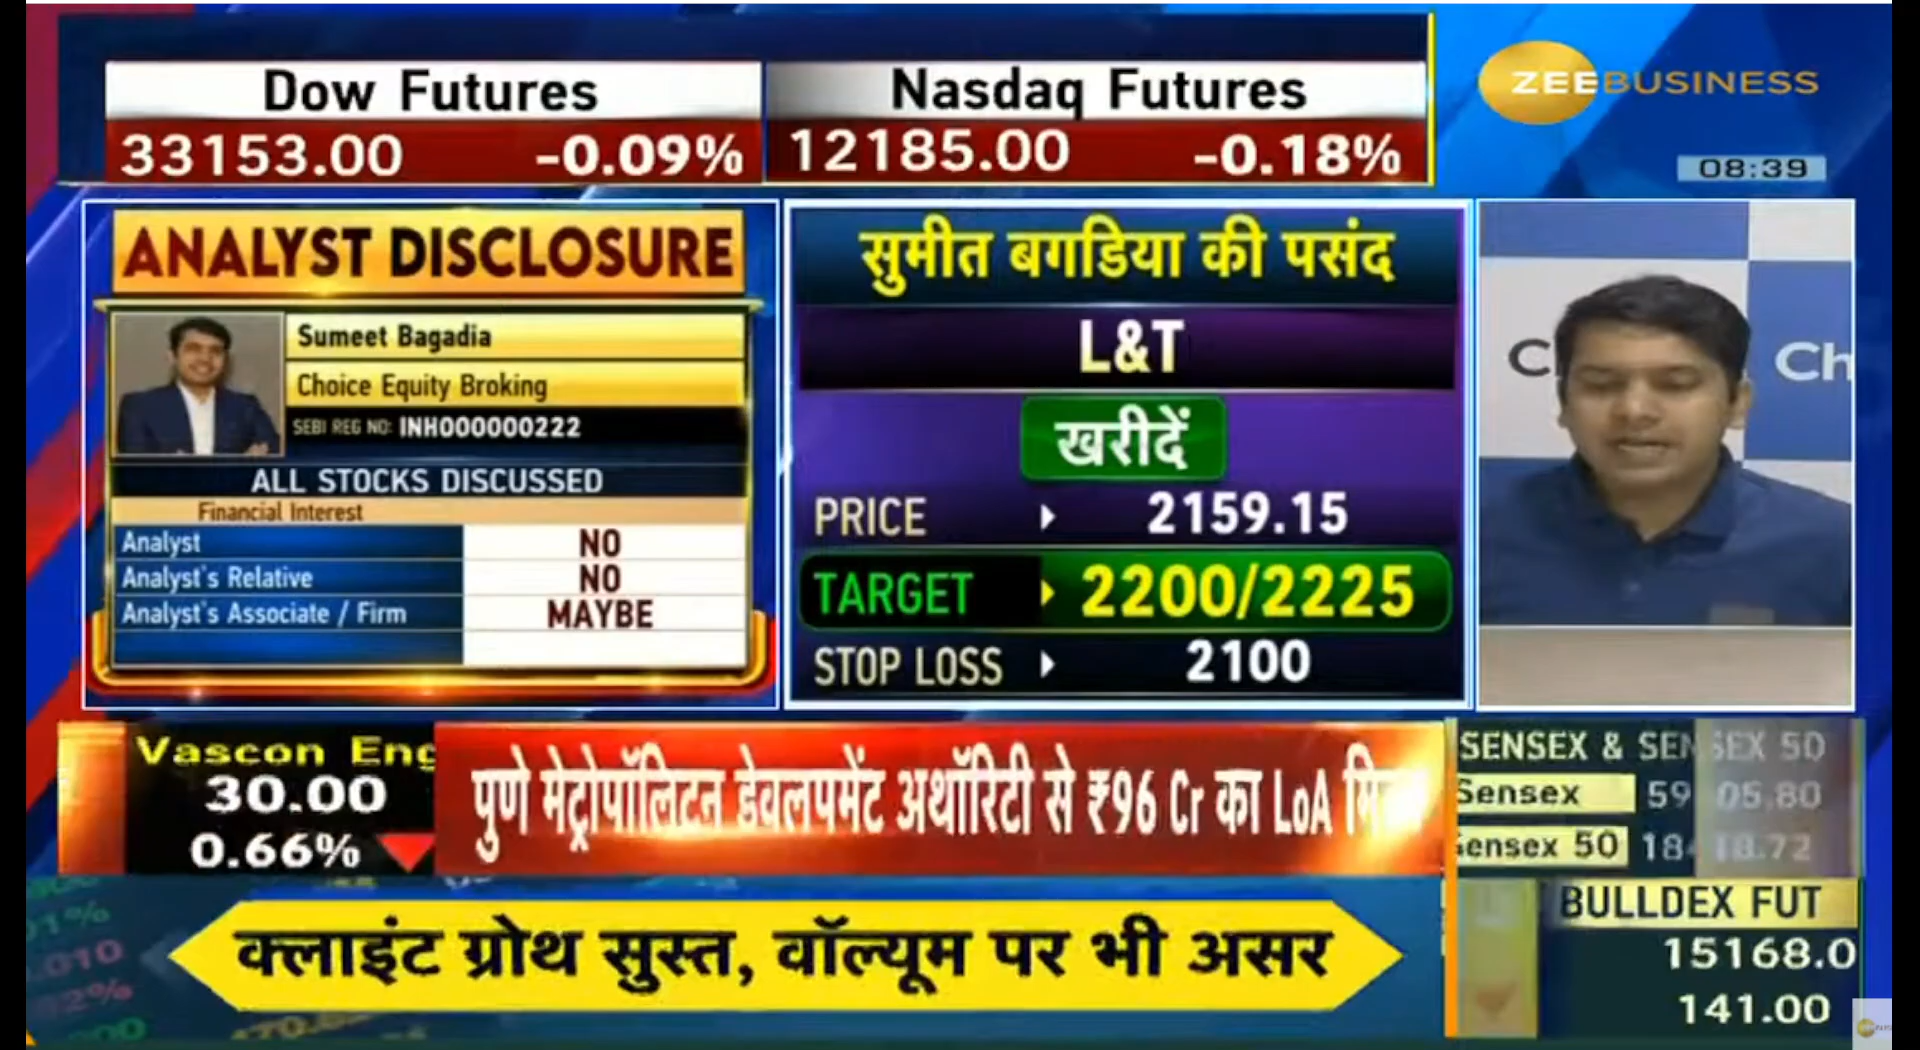 Dow Futures
33153.00 -0.09%
Nasdaq Futures
12185.00 -0.18%
ZEEBUSINESS
08:39
ANALYST DISCLOSURE
Sumeet Bagadia
Choice Equity Broking
SEBI REG NO: INH000000222
ALL STOCKS DISCUSSED
Financial Interest
Analyst NO
Analyst's Relative NO
Analyst's Associate / Firm MAYBE
सुमीत बगडिया की पसंद
L&T
खरीदें
PRICE 2159.15
TARGET 2200/2225
STOP LOSS 2100
Ch
Vascon Eng
30.00
0.66%
पुणे मेट्रोपॉलिटन डेवलपमेंट अथॉरिटी से ₹96 Cr का LoA
SENSEX &
Sensex
Sensex 50
BULLDEX FUT
15168.0
141.00
क्लाइंट ग्रोथ सुस्त, वॉल्यूम पर भी असर